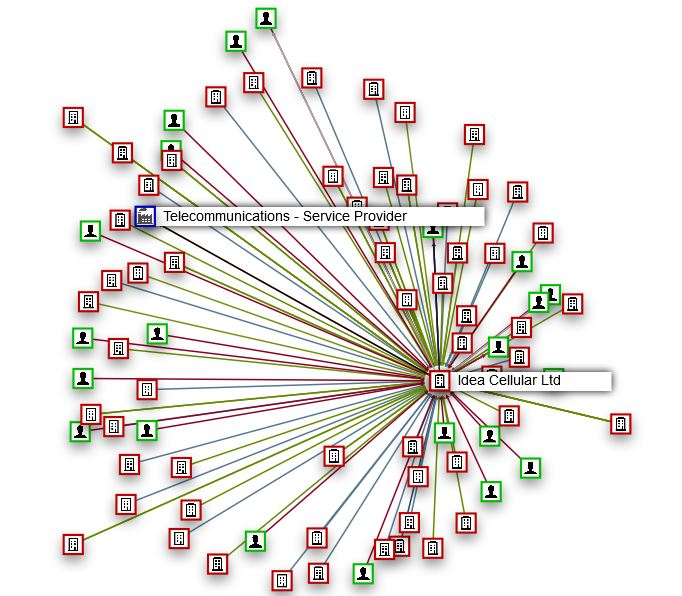 Telecommunications - Service Provider
Idea Cellular Ltd